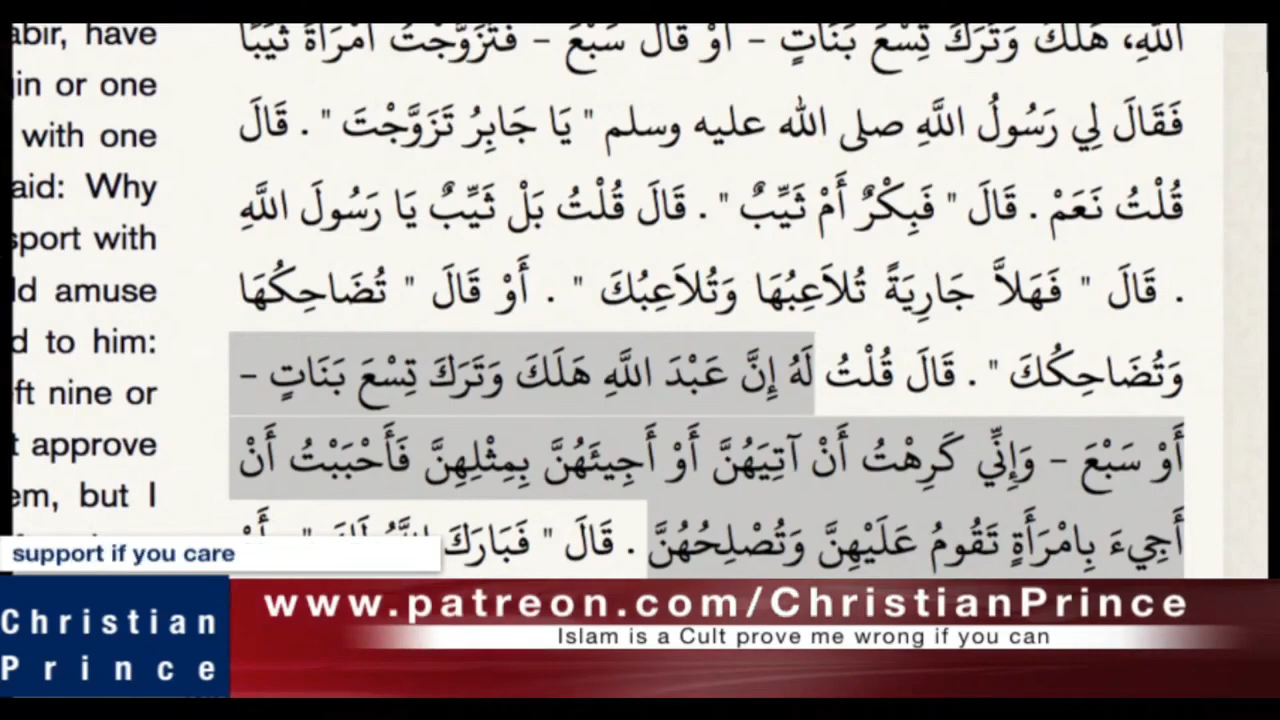 abir, have
in or one
with one
aid: Why
sport with
ld amuse
d to him:
ft nine or
t approve
em, but I
اللَّهِ، هَلَكَ وَتَرَكَ تِسْعَ بَنَاتٍ - أَوْ قَالَ سَبْعَ - فَتَزَوَّجْتُ امْرَأَةً ثَيِّبًا
فَقَالَ لِي رَسُولُ اللَّهِ صلى الله عليه وسلم " يَا جَابِرُ تَزَوَّجْتَ " . قَالَ
قُلْتُ نَعَمْ . قَالَ " فَبِكْرٌ أَمْ ثَيِّبٌ " . قَالَ قُلْتُ بَلْ ثَيِّبٌ يَا رَسُولَ اللَّهِ
. قَالَ " فَهَلاَّ جَارِيَةً تُلاَعِبُهَا وَتُلاَعِبُكَ " . أَوْ قَالَ " تُضَاحِكُهَا
وَتُضَاحِكُكَ " . قَالَ قُلْتُ لَهُ إِنَّ عَبْدَ اللَّهِ هَلَكَ وَتَرَكَ تِسْعَ بَنَاتٍ -
أَوْ سَبْعَ - وَإِنِّي كَرِهْتُ أَنْ آتِيَهُنَّ أَوْ أَجِيئَهُنَّ بِمِثْلِهِنَّ فَأَحْبَبْتُ أَنْ
أَجِيءَ بِامْرَأَةٍ تَقُومُ عَلَيْهِنَّ وَتُصْلِحُهُنَّ . قَالَ " فَبَارَكَ اللَّهُ لَكَ " . أَوْ
support if you care
Christian
Prince
www.patreon.com/ChristianPrince
Islam is a Cult prove me wrong if you can